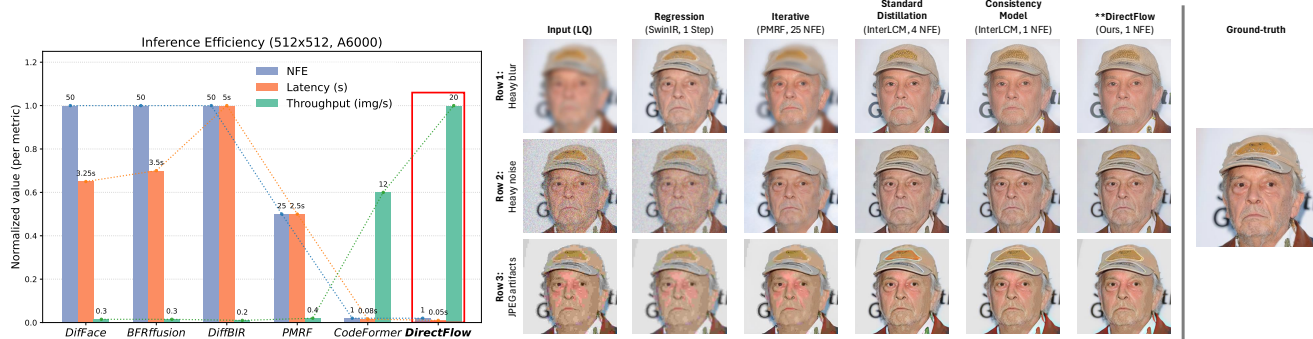 Inference Efficiency (512x512, A6000)
Normalized value (per metric)
1.2
1.0
0.8
0.6
0.4
0.2
0.0
NFE
Latency (s)
Throughput (img/s)
50
3.25s
0.3
50
3.5s
0.3
50
5s
0.2
25
2.5s
0.4
1
0.08s
12
1
0.05s
20
DifFace
BFRffusion
DiffBIR
PMRF
CodeFormer
DirectFlow
Input (LQ)
Regression
(SwinIR, 1 Step)
Iterative
(PMRF, 25 NFE)
Standard
Distillation
(InterLCM, 4 NFE)
Consistency
Model
(InterLCM, 1 NFE)
**DirectFlow
(Ours, 1 NFE)
Ground-truth
Row 1:
Heavy blur
Row 2:
Heavy noise
Row 3:
JPEG artifacts